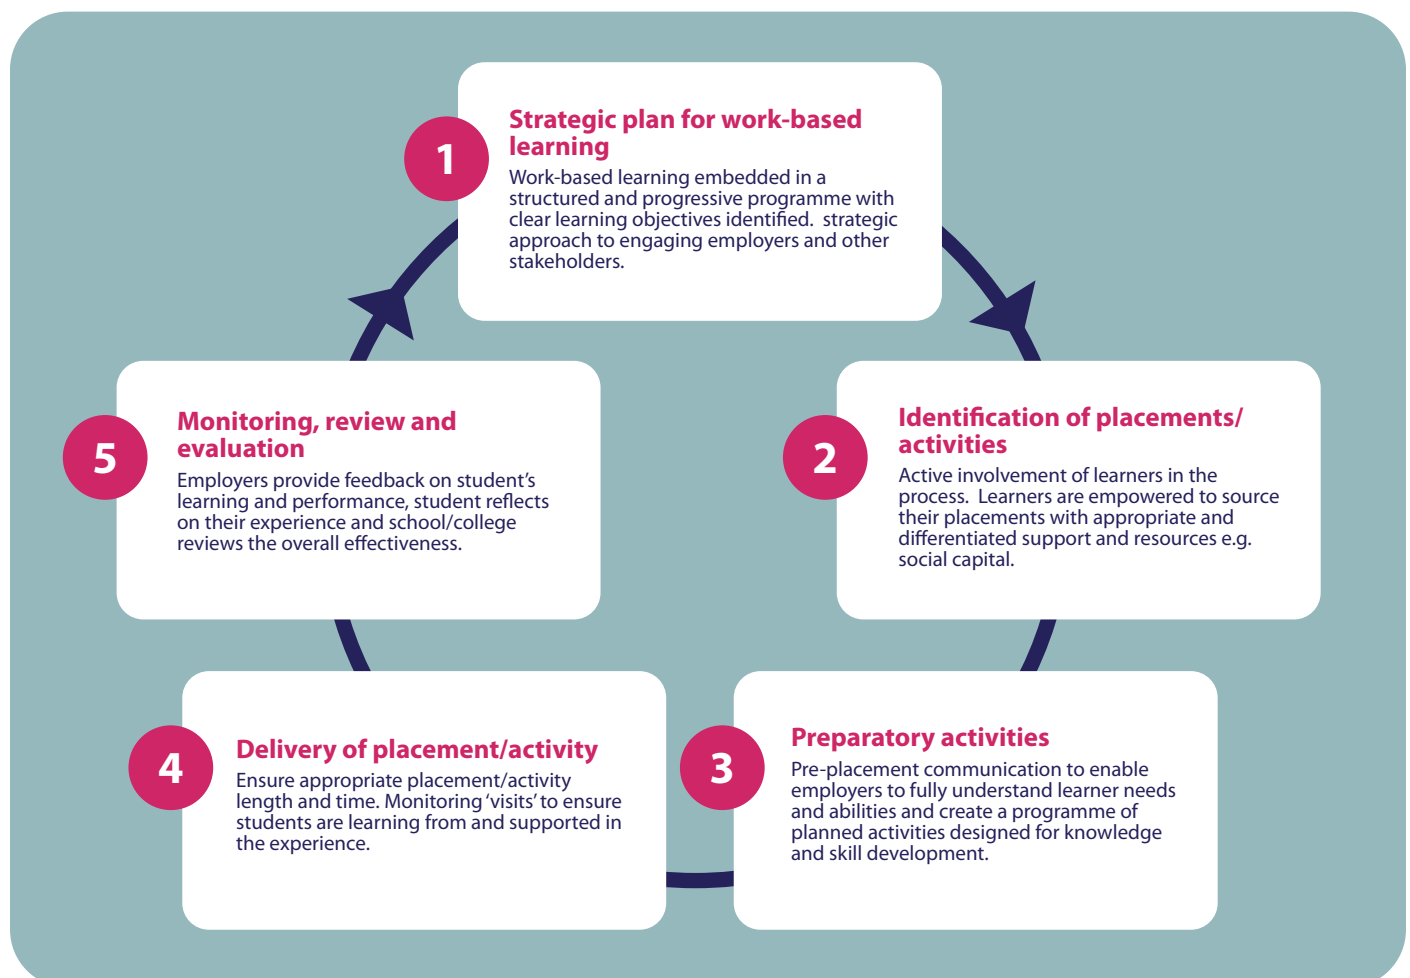 1
Strategic plan for work-based
learning
Work-based learning embedded in a
structured and progressive programme with
clear learning objectives identified.  strategic
approach to engaging employers and other
stakeholders.
2
Identification of placements/
activities
Active involvement of learners in the
process.  Learners are empowered to source
their placements with appropriate and
differentiated support and resources e.g.
social capital.
3
Preparatory activities
Pre-placement communication to enable
employers to fully understand learner needs
and abilities and create a programme of
planned activities designed for knowledge
and skill development.
4
Delivery of placement/activity
Ensure appropriate placement/activity
length and time. Monitoring ‘visits’ to ensure
students are learning from and supported in
the experience.
5
Monitoring, review and
evaluation
Employers provide feedback on student’s
learning and performance, student reflects
on their experience and school/college
reviews the overall effectiveness.